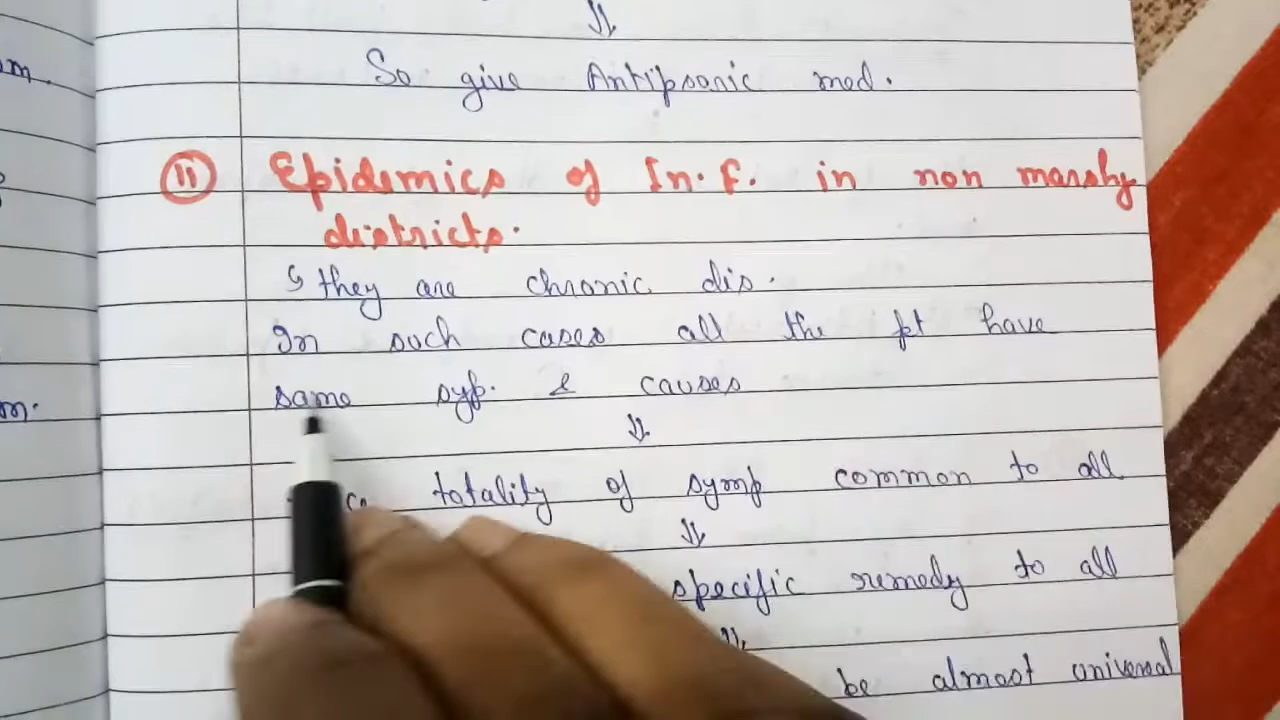 ⇓
So give Antipsoric med.
(ii) Epidemics of In. F. in non marshy
districts.
↳ they are chronic dis.
In such cases all the pt have
same syp. & causes
⇓
totality of symp common to all
⇓
specific remedy to all
⇓
be almost universal
m.
m.